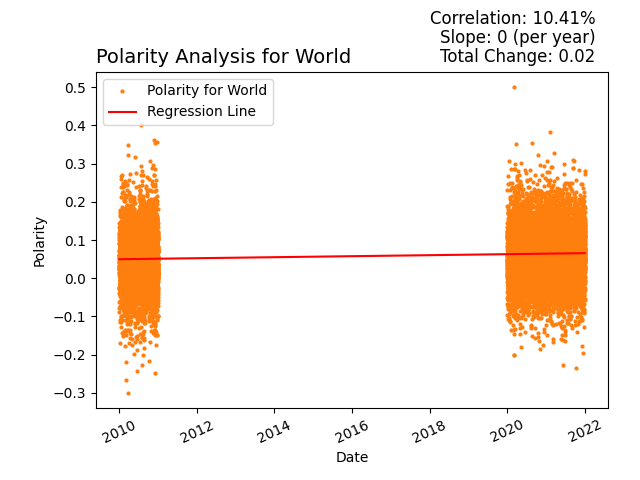 Correlation: 10.41%
Slope: 0 (per year)
Total Change: 0.02
Polarity Analysis for World
Polarity for World
Regression Line
0.5
0.4
0.3
0.2
0.1
0.0
−0.1
−0.2
−0.3
Polarity
2010
2012
2014
2016
2018
2020
2022
Date